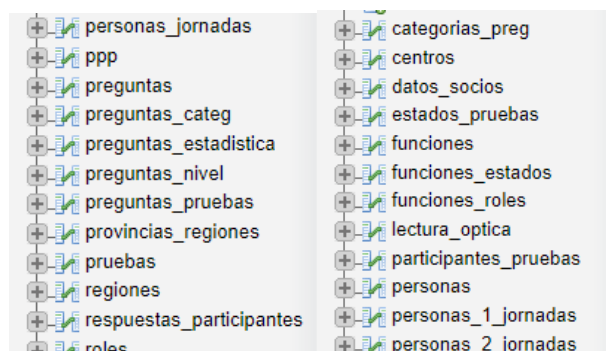 personas_jornadas
ppp
preguntas
preguntas_categ
preguntas_estadistica
preguntas_nivel
preguntas_pruebas
provincias_regiones
pruebas
regiones
respuestas_participantes
roles
categorias_preg
centros
datos_socios
estados_pruebas
funciones
funciones_estados
funciones_roles
lectura_optica
participantes_pruebas
personas
personas_1_jornadas
personas_2_jornadas